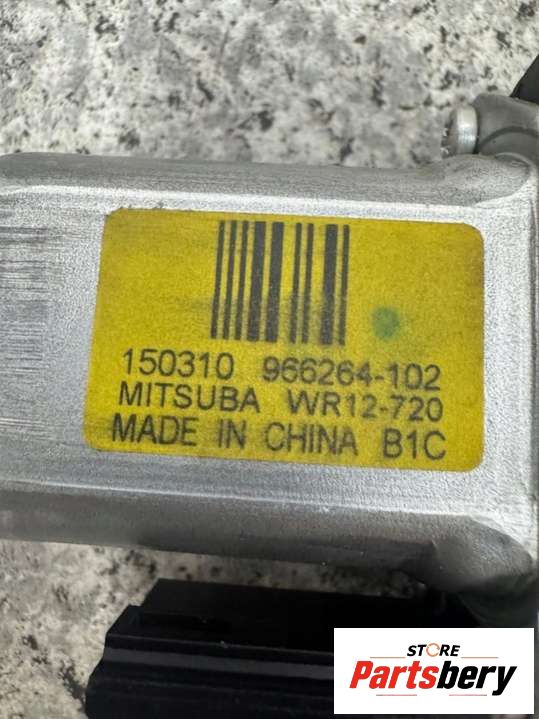 150310 966264-102
MITSUBA WR12-720
MADE IN CHINA B1C
STORE
Partsbery